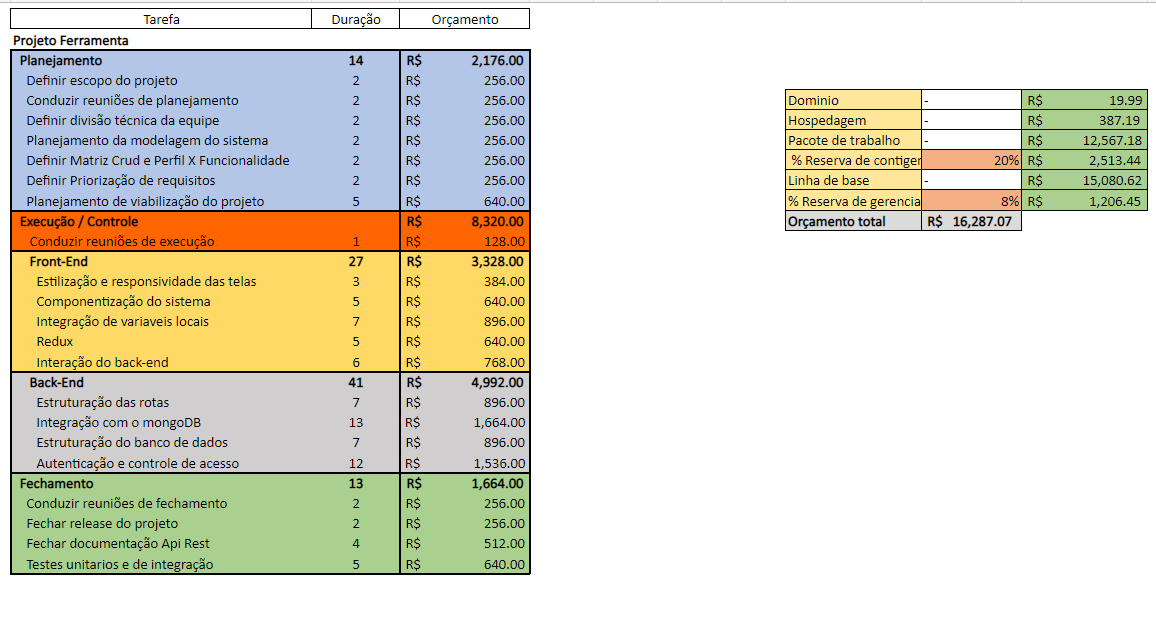 Tarefa Duração Orçamento
Projeto Ferramenta
Planejamento 14 R$ 2,176.00
Definir escopo do projeto 2 R$ 256.00
Conduzir reuniões de planejamento 2 R$ 256.00
Definir divisão técnica da equipe 2 R$ 256.00
Planejamento da modelagem do sistema 2 R$ 256.00
Definir Matriz Crud e Perfil X Funcionalidade 2 R$ 256.00
Definir Priorização de requisitos 2 R$ 256.00
Planejamento de viabilização do projeto 5 R$ 640.00
Execução / Controle R$ 8,320.00
Conduzir reuniões de execução 1 R$ 128.00
Front-End 27 R$ 3,328.00
Estilização e responsividade das telas 3 R$ 384.00
Componentização do sistema 5 R$ 640.00
Integração de variaveis locais 7 R$ 896.00
Redux 5 R$ 640.00
Interação do back-end 6 R$ 768.00
Back-End 41 R$ 4,992.00
Estruturação das rotas 7 R$ 896.00
Integração com o mongoDB 13 R$ 1,664.00
Estruturação do banco de dados 7 R$ 896.00
Autenticação e controle de acesso 12 R$ 1,536.00
Fechamento 13 R$ 1,664.00
Conduzir reuniões de fechamento 2 R$ 256.00
Fechar release do projeto 2 R$ 256.00
Fechar documentação Api Rest 4 R$ 512.00
Testes unitarios e de integração 5 R$ 640.00
Dominio - R$ 19.99
Hospedagem - R$ 387.19
Pacote de trabalho - R$ 12,567.18
% Reserva de contiger 20% R$ 2,513.44
Linha de base - R$ 15,080.62
% Reserva de gerencia 8% R$ 1,206.45
Orçamento total R$ 16,287.07